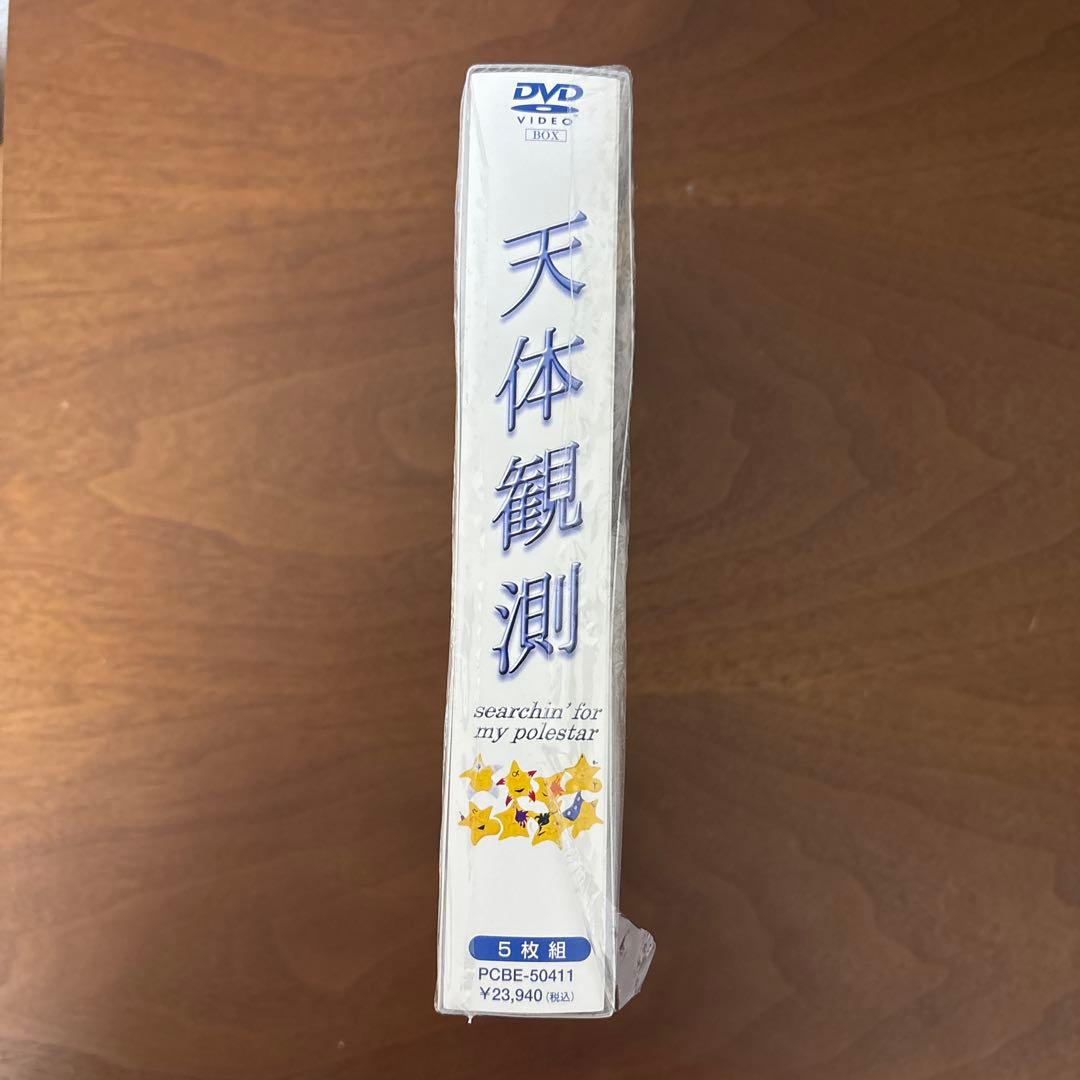 DVD
VIDEO
BOX
天体観測
searchin' for
my polestar
5枚組
PCBE-50411
¥23,940(税込)